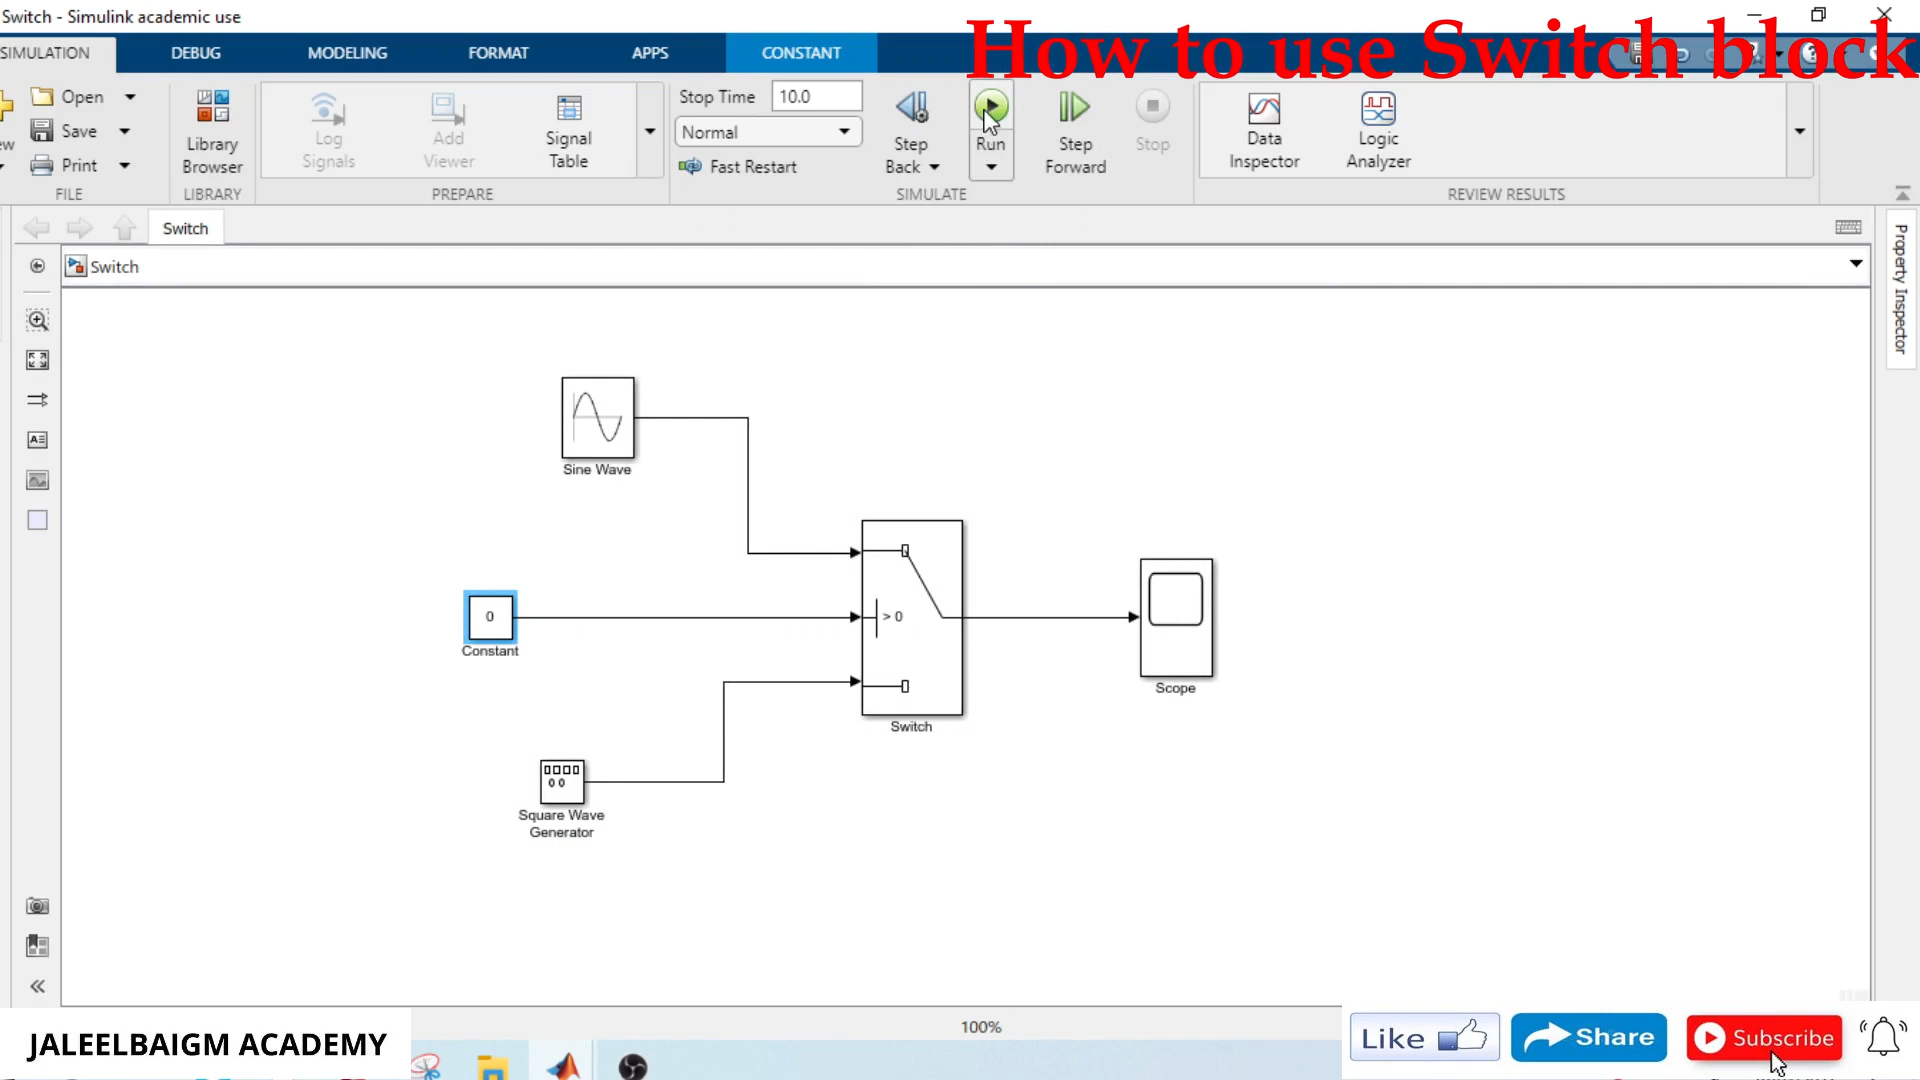 Switch - Simulink academic use
How to use Switch block
SIMULATION DEBUG MODELING FORMAT APPS CONSTANT
Open
Save
Print
FILE
Library
Browser
LIBRARY
Log
Signals
Add
Viewer
Signal
Table
PREPARE
Stop Time 10.0
Normal
Fast Restart
Step
Back
Run
Step
Forward
Stop
SIMULATE
Data
Inspector
Logic
Analyzer
REVIEW RESULTS
Switch
Switch
Property Inspector
Sine Wave
0
Constant
> 0
Switch
Scope
Square Wave
Generator
100%
JALEELBAIGM ACADEMY
Like
Share
Subscribe